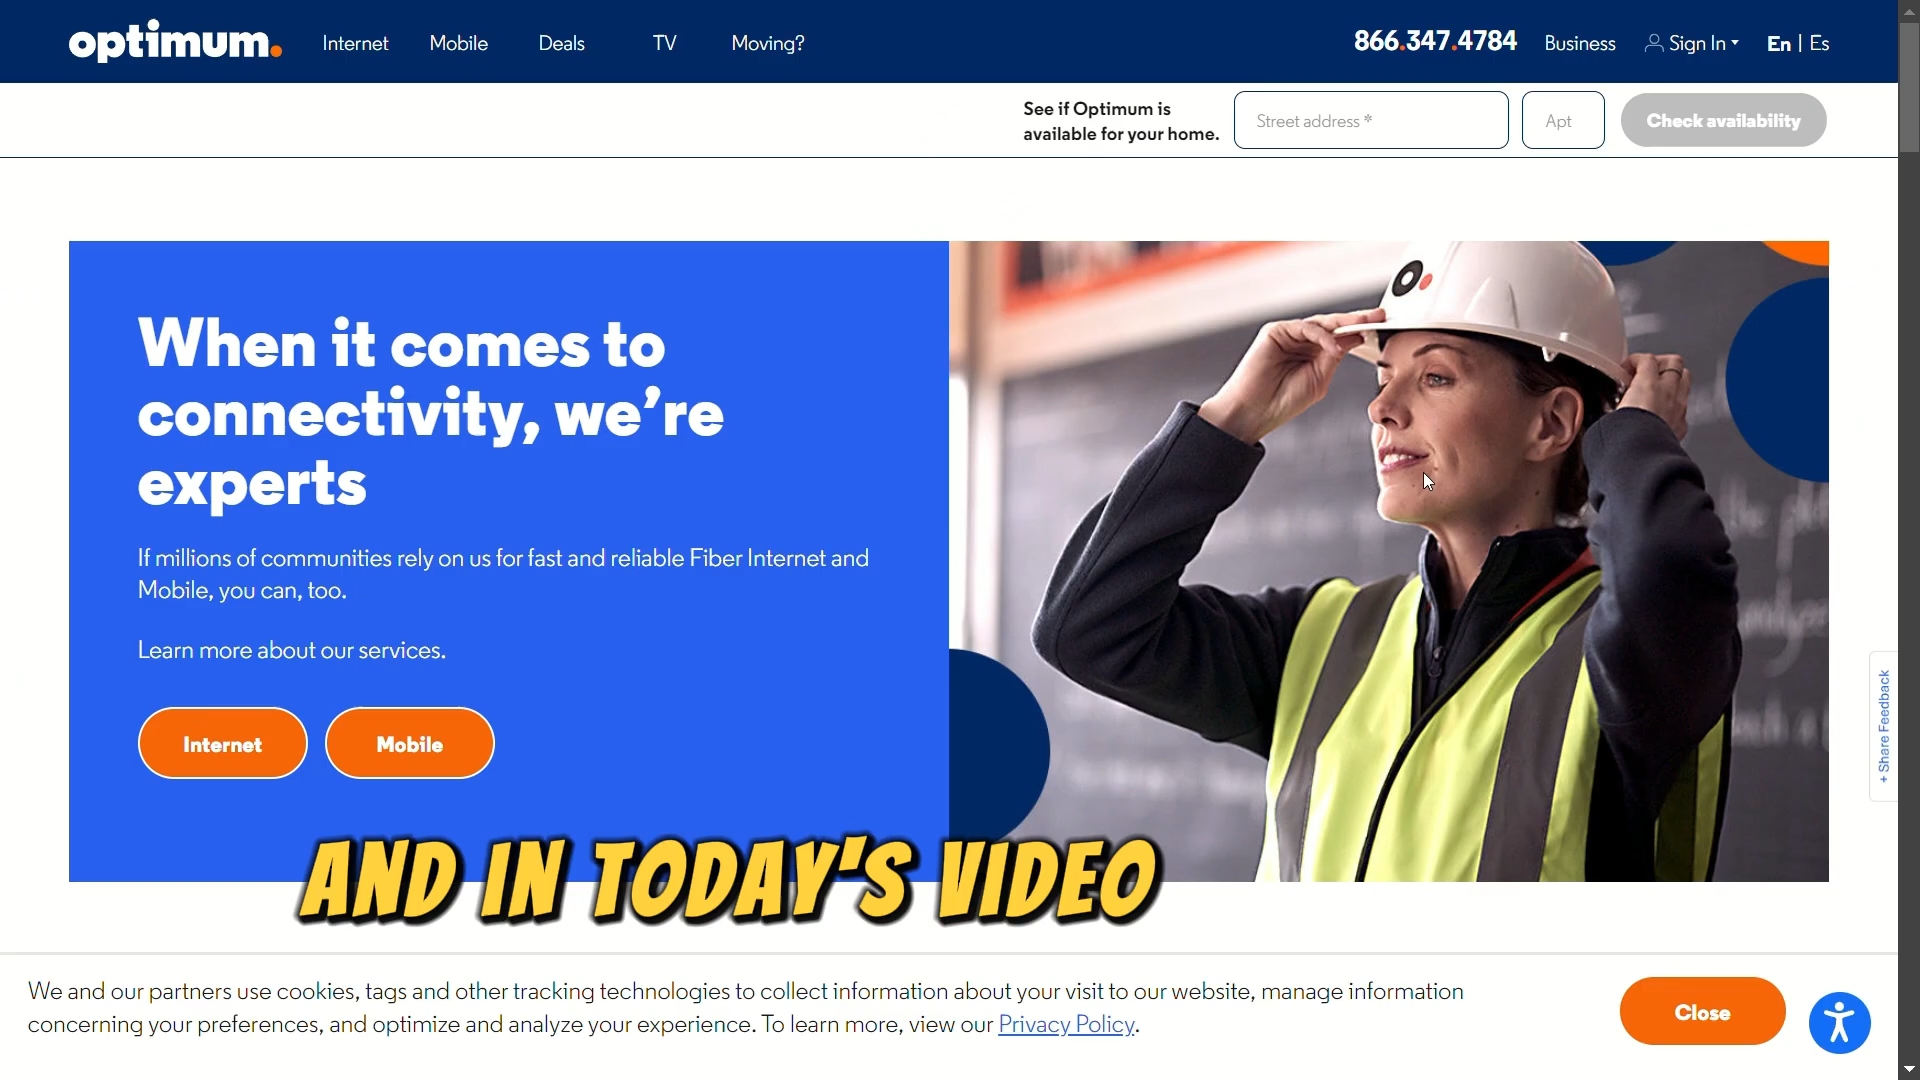 optimum.
Internet
Mobile
Deals
TV
Moving?
866.347.4784
Business
Sign In
En | Es
See if Optimum is
available for your home.
Street address *
Apt
Check availability
When it comes to
connectivity, we're
experts
If millions of communities rely on us for fast and reliable Fiber Internet and
Mobile, you can, too.
Learn more about our services.
Internet
Mobile
+ Share Feedback
AND IN TODAY'S VIDEO
We and our partners use cookies, tags and other tracking technologies to collect information about your visit to our website, manage information
concerning your preferences, and optimize and analyze your experience. To learn more, view our Privacy Policy.
Close